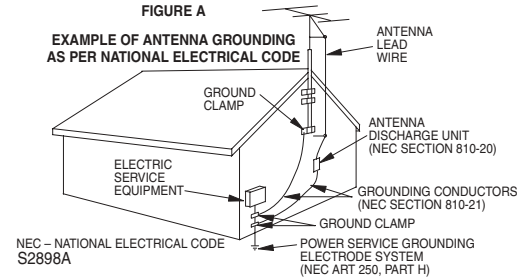 FIGURE A
EXAMPLE OF ANTENNA GROUNDING
AS PER NATIONAL ELECTRICAL CODE
ANTENNA
LEAD
WIRE
GROUND
CLAMP
ANTENNA
DISCHARGE UNIT
(NEC SECTION 810-20)
ELECTRIC
SERVICE
EQUIPMENT
GROUNDING CONDUCTORS
(NEC SECTION 810-21)
GROUND CLAMP
POWER SERVICE GROUNDING
ELECTRODE SYSTEM
(NEC ART 250, PART H)
NEC – NATIONAL ELECTRICAL CODE
S2898A